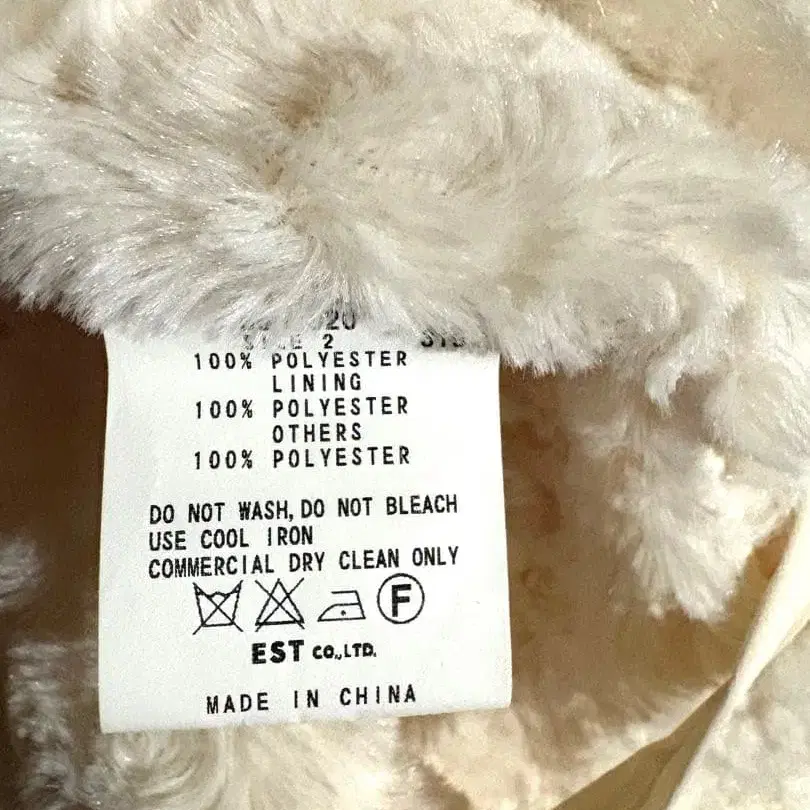 100% POLYESTER
LINING
100% POLYESTER
OTHERS
100% POLYESTER
DO NOT WASH, DO NOT BLEACH
USE COOL IRON
COMMERCIAL DRY CLEAN ONLY
F
EST CO.,LTD.
MADE IN CHINA